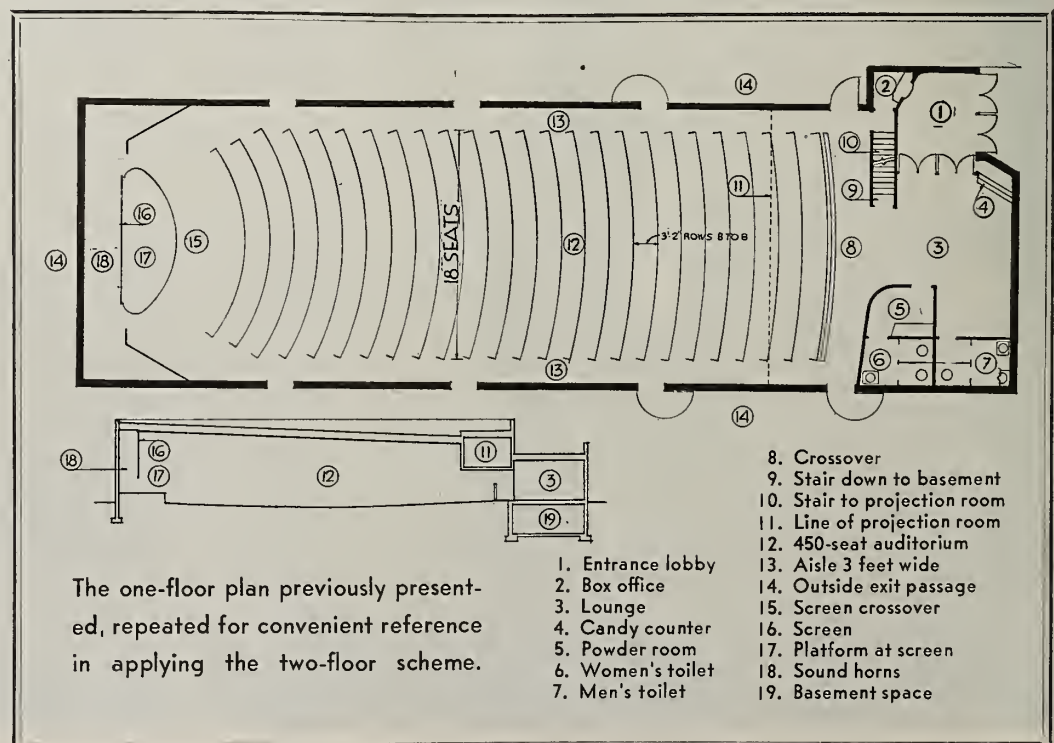 14
2
1
13
10
11
9
4
16
18 SEATS
12
3'-2" ROWS B TO B
8
3
14
18
17
15
5
13
6
7
14
18
16
17
12
11
3
19
The one-floor plan previously present-
ed, repeated for convenient reference
in applying the two-floor scheme.
1. Entrance lobby
2. Box office
3. Lounge
4. Candy counter
5. Powder room
6. Women's toilet
7. Men's toilet
8. Crossover
9. Stair down to basement
10. Stair to projection room
11. Line of projection room
12. 450-seat auditorium
13. Aisle 3 feet wide
14. Outside exit passage
15. Screen crossover
16. Screen
17. Platform at screen
18. Sound horns
19. Basement space